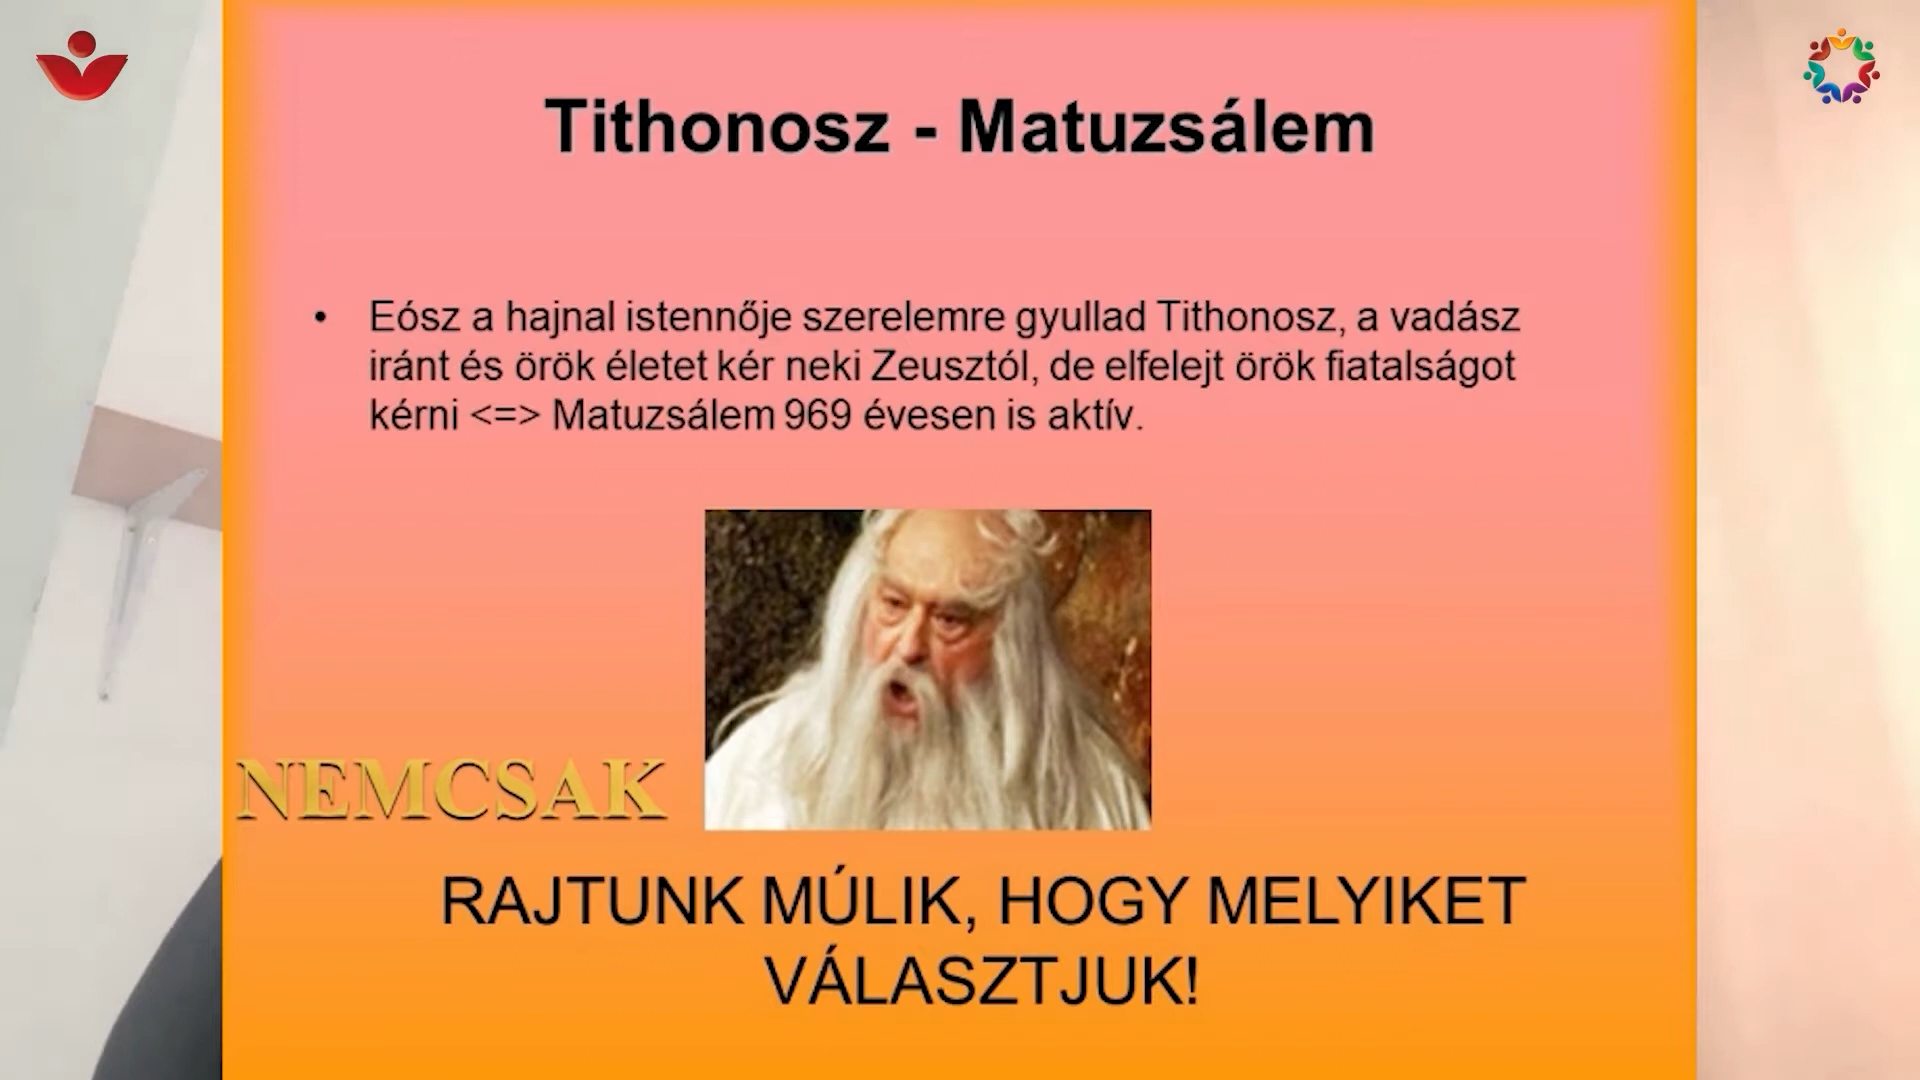 Tithonosz - Matuzsálem
• Eósz a hajnal istennője szerelemre gyullad Tithonosz, a vadász
iránt és örök életet kér neki Zeusztól, de elfelejt örök fiatalságot
kérni <=> Matuzsálem 969 évesen is aktív.
NEMCSAK
RAJTUNK MÚLIK, HOGY MELYIKET
VÁLASZTJUK!